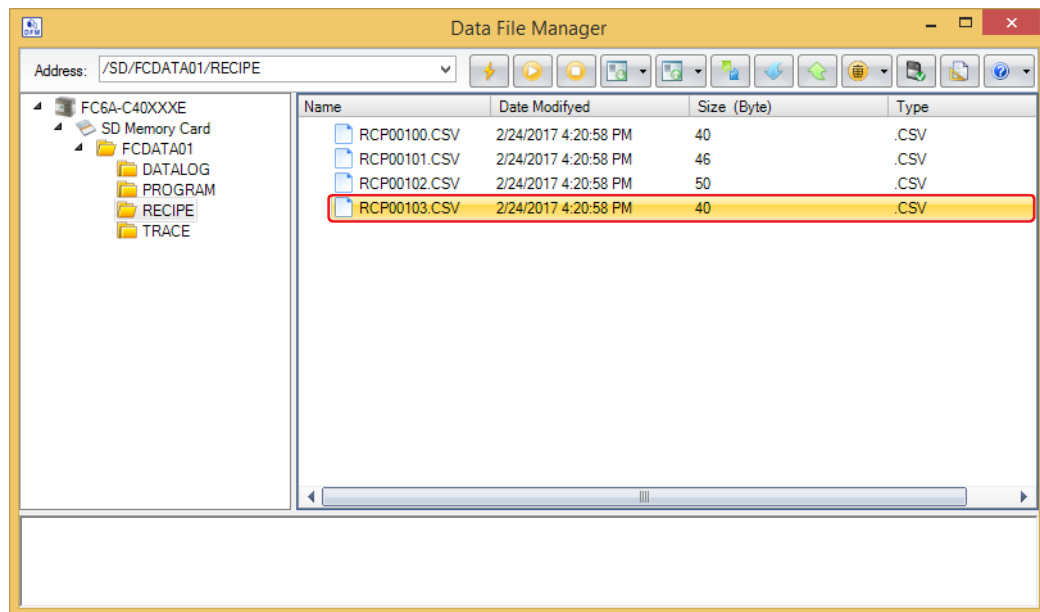 DFM
Data File Manager
Address: /SD/FCDATA01/RECIPE
FC6A-C40XXXE
SD Memory Card
FCDATA01
DATALOG
PROGRAM
RECIPE
TRACE
Name Date Modifyed Size (Byte) Type
RCP00100.CSV 2/24/2017 4:20:58 PM 40 .CSV
RCP00101.CSV 2/24/2017 4:20:58 PM 46 .CSV
RCP00102.CSV 2/24/2017 4:20:58 PM 50 .CSV
RCP00103.CSV 2/24/2017 4:20:58 PM 40 .CSV